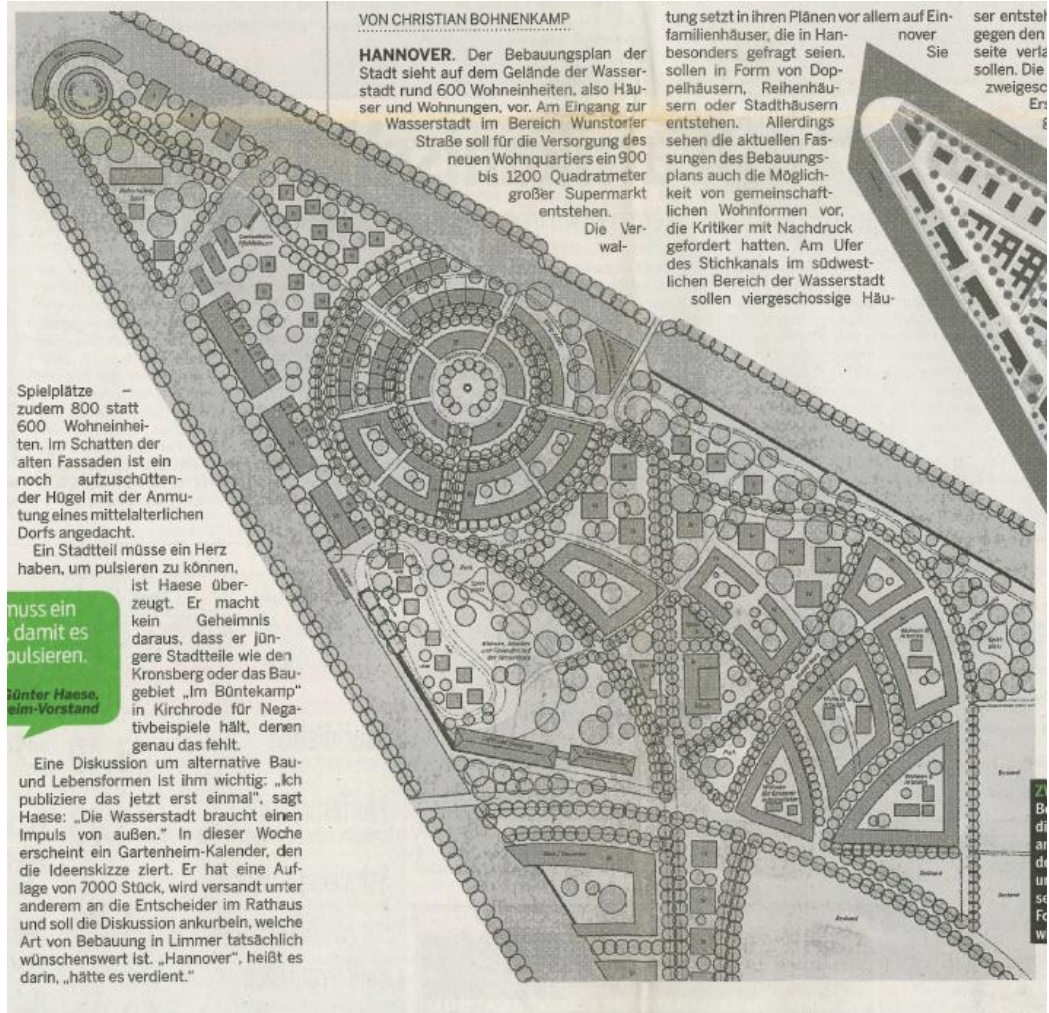 VON CHRISTIAN BOHNENKAMP
HANNOVER. Der Bebauungsplan der
Stadt sieht auf dem Gelände der Wasser-
stadt rund 600 Wohneinheiten, also Häu-
ser und Wohnungen, vor. Am Eingang zur
Wasserstadt im Bereich Wunstorfer
Straße soll für die Versorgung des
neuen Wohnquartiers ein 900
bis 1200 Quadratmeter
großer Supermarkt
entstehen.
Die Ver-
wal-
tung setzt in ihren Plänen vor allem auf Ein-
familienhäuser, die in Han-
nover
besonders gefragt seien.
Sie
sollen in Form von Dop-
pelhäusern, Reihenhäu-
sern oder Stadthäusern
entstehen. Allerdings
sehen die aktuellen Fas-
sungen des Bebauungs-
plans auch die Möglich-
keit von gemeinschaft-
lichen Wohnformen vor,
die Kritiker mit Nachdruck
gefordert hatten. Am Ufer
des Stichkanals im südwest-
lichen Bereich der Wasserstadt
sollen viergeschossige Häu-
ser
gegen den
seite
sollen. Die
Spielplätze –
zudem 800 statt
600 Wohneinhei-
ten. Im Schatten der
alten Fassaden ist ein
noch aufzuschütten-
der Hügel mit der Anmu-
tung eines mittelalterlichen
Dorfs angedacht.
Ein Stadtteil müsse ein Herz
haben, um pulsieren zu können,
ist Haese über-
zeugt. Er macht
kein Geheimnis
daraus, dass er jün-
gere Stadtteile wie den
Kronsberg oder das Bau-
gebiet „Im Büntekamp“
in Kirchrode für Nega-
tivbeispiele hält, denen
genau das fehlt.
Eine Diskussion um alternative Bau-
und Lebensformen ist ihm wichtig: „Ich
publiziere das jetzt erst einmal“, sagt
Haese: „Die Wasserstadt braucht einen
Impuls von außen.“ In dieser Woche
erscheint ein Gartenheim-Kalender, den
die Ideenskizze ziert. Er hat eine Auf-
lage von 7000 Stück, wird versandt unter
anderem an die Entscheider im Rathaus
und soll die Diskussion ankurbeln, welche
Art von Bebauung in Limmer tatsächlich
wünschenswert ist. „Hannover“, heißt es
darin, „hätte es verdient.“
muss ein
damit es
pulsieren.
Günter Haese,
eim-Vorstand
Park
Park
Bestand
Bestand